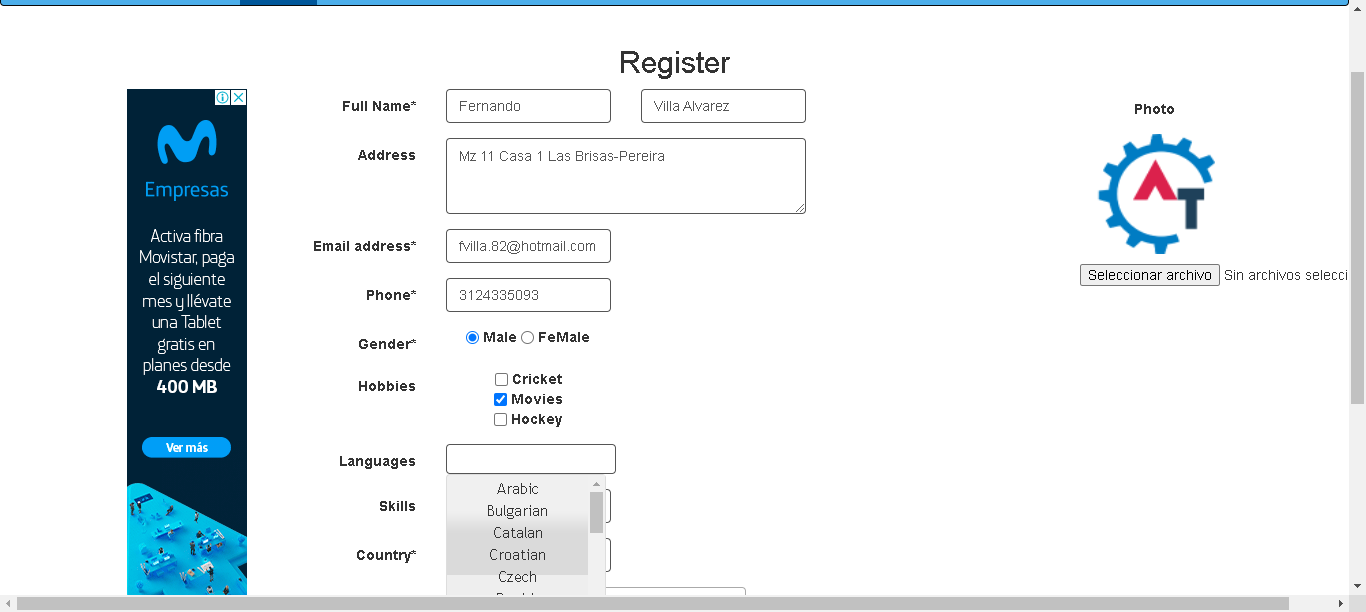 Register
Empresas
Activa fibra
Movistar, paga
el siguiente
mes y llévate
una Tablet
gratis en
planes desde
400 MB
Ver más
Full Name* Fernando Villa Alvarez
Address Mz 11 Casa 1 Las Brisas-Pereira
Email address* fvilla.82@hotmail.com
Phone* 3124335093
Gender* Male FeMale
Hobbies Cricket
Movies
Hockey
Languages
Arabic
Skills
Bulgarian
Catalan
Country* Croatian
Czech
Photo
AT
Seleccionar archivo Sin archivos selecci